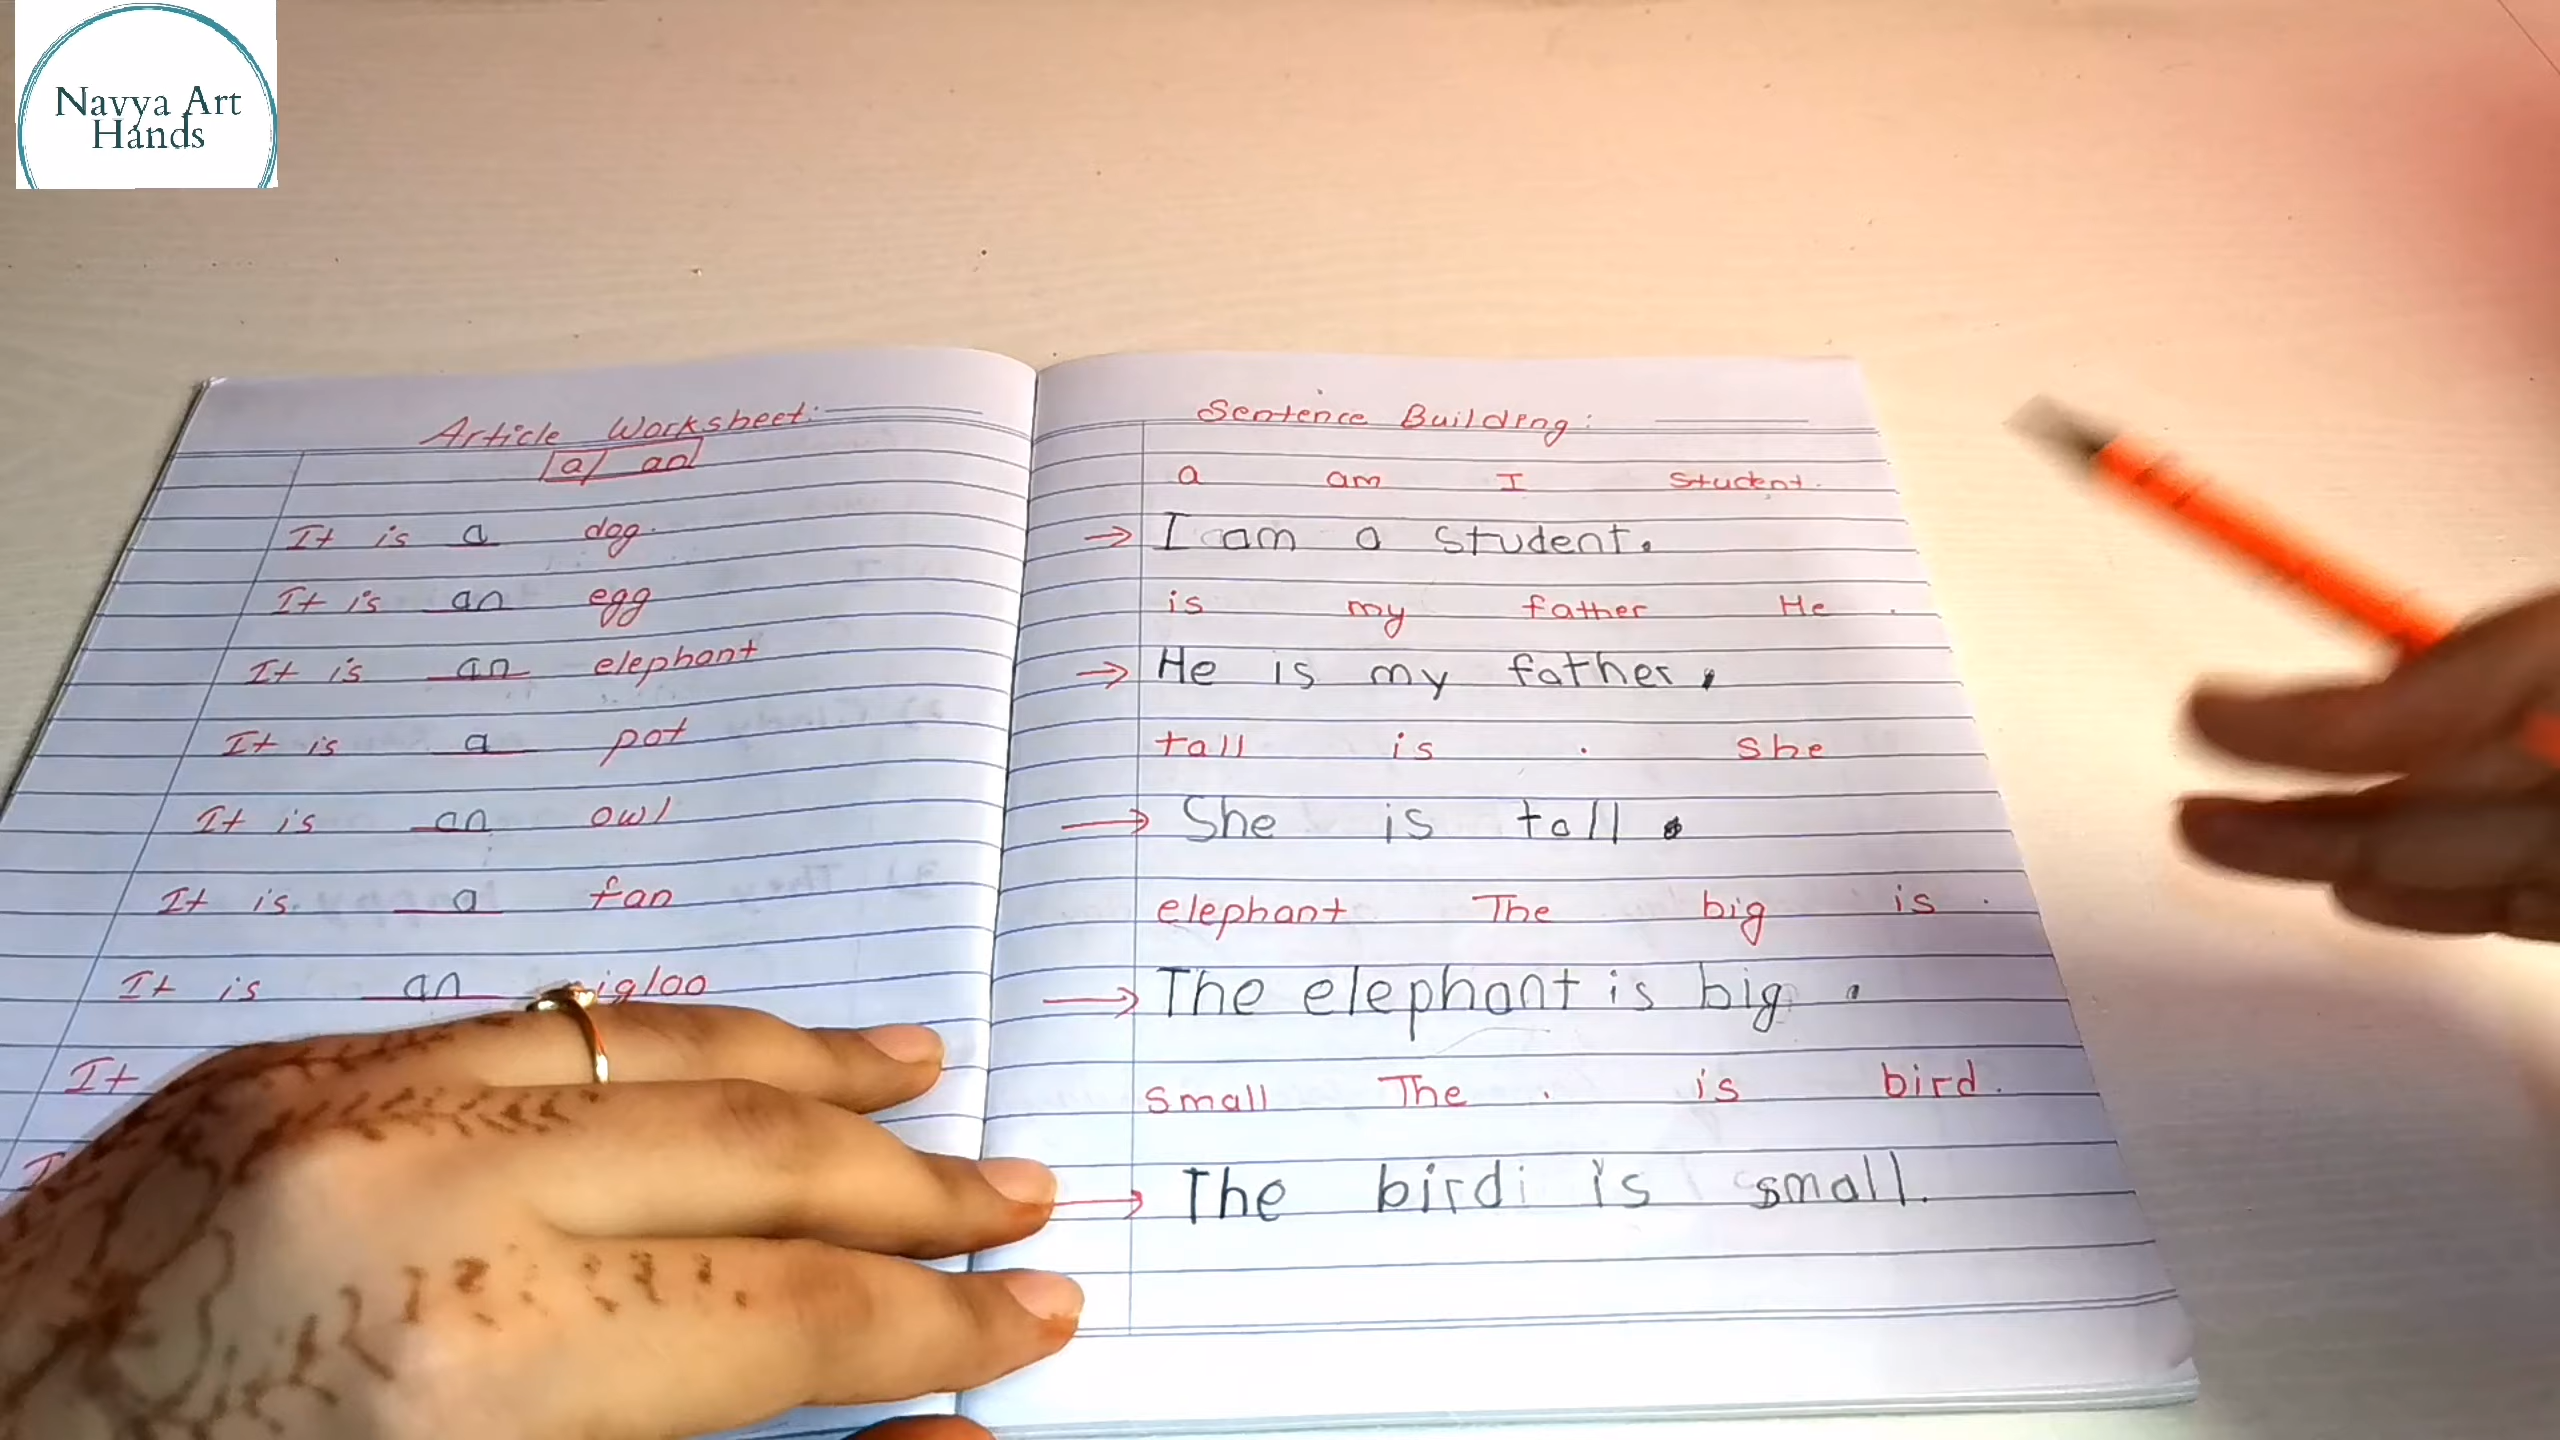 Navya Art
Hands
Article Worksheet:
a/ an
It is a dog.
It is an egg
It is an elephant
It is a pot
It is an owl
It is a fan
It is an igloo
It
Sentence Building:
a am I Student.
→ I am a student.
is my father He .
→ He is my father.
tall is . She
→ She is tall.
elephant The big is .
→ The elephant is big .
Small The . is bird.
→ The bird is small.